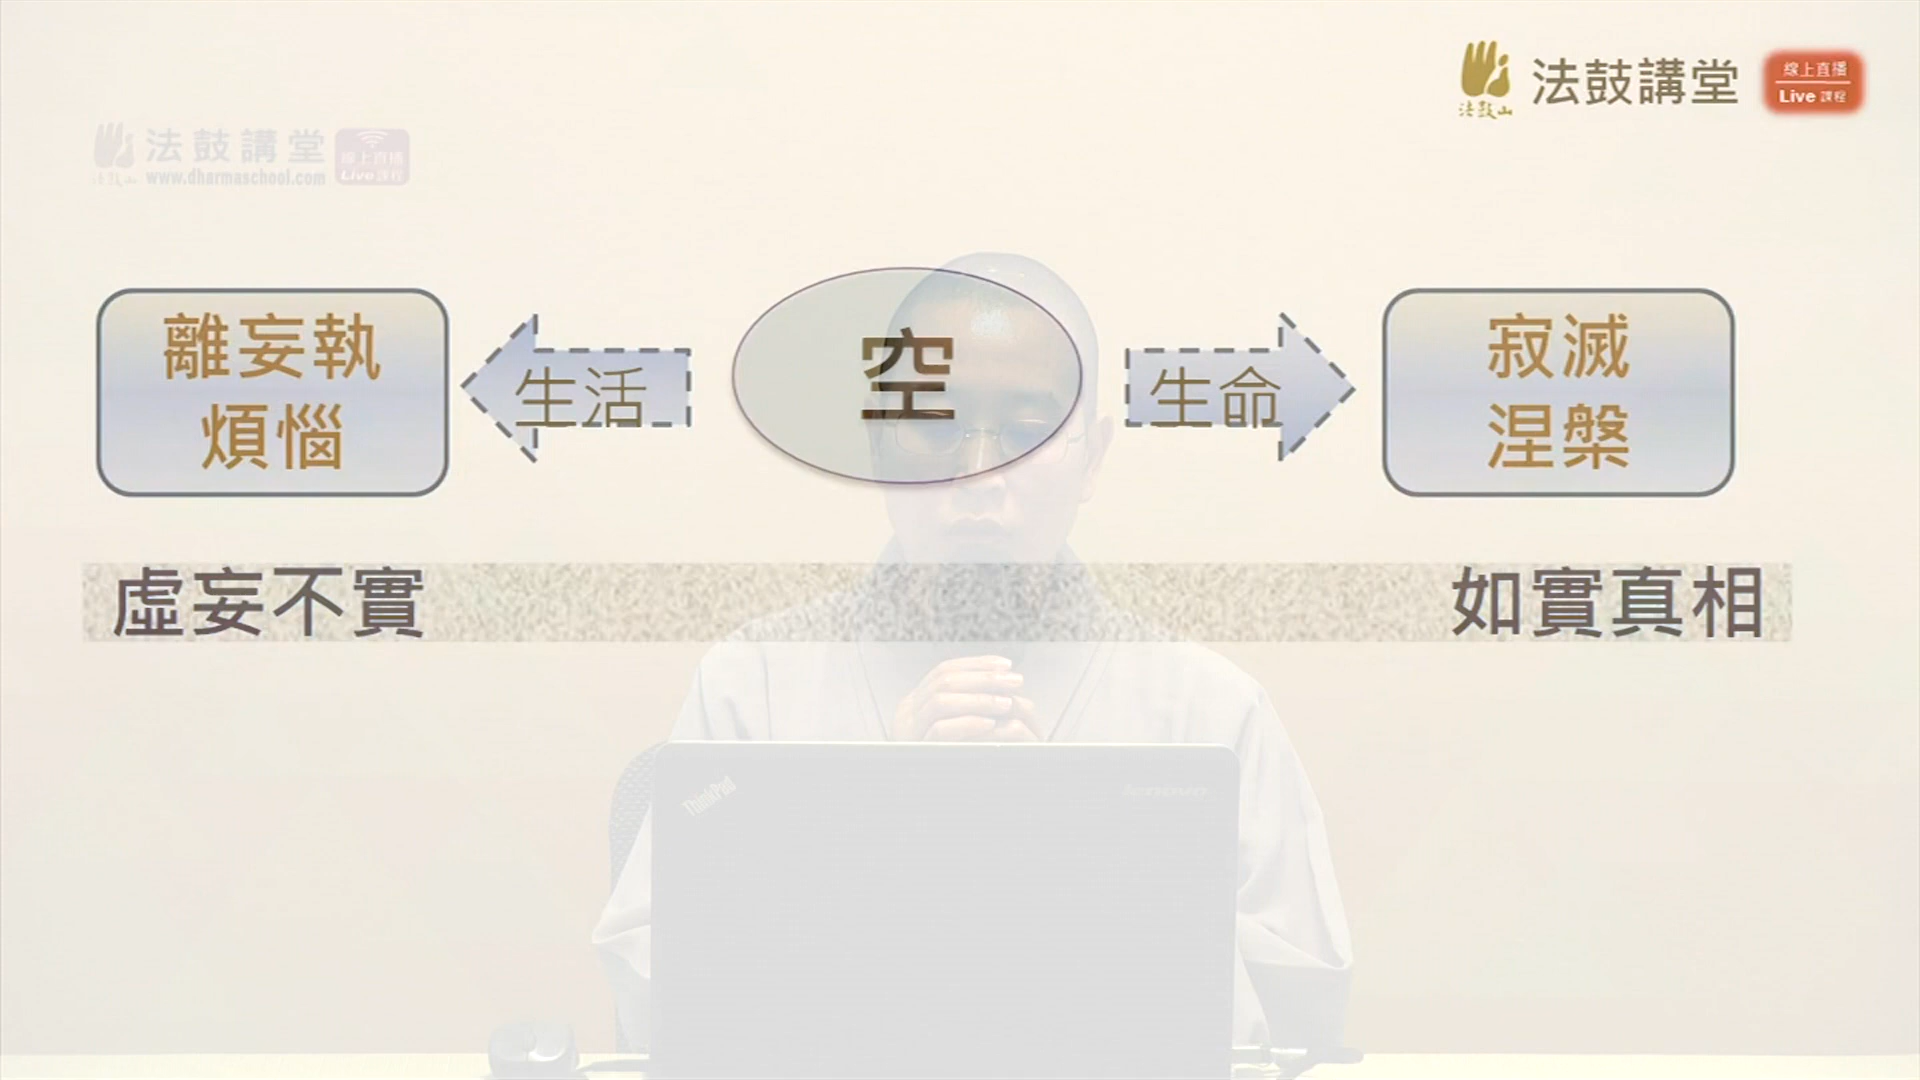 法鼓講堂
線上直播
Live 課程
法鼓山
法鼓講堂
www.dharmaschool.com
線上直播
Live 課程
離妄執
煩惱
生活
空
生命
寂滅
涅槃
虛妄不實
如實真相
ThinkPad
lenovo